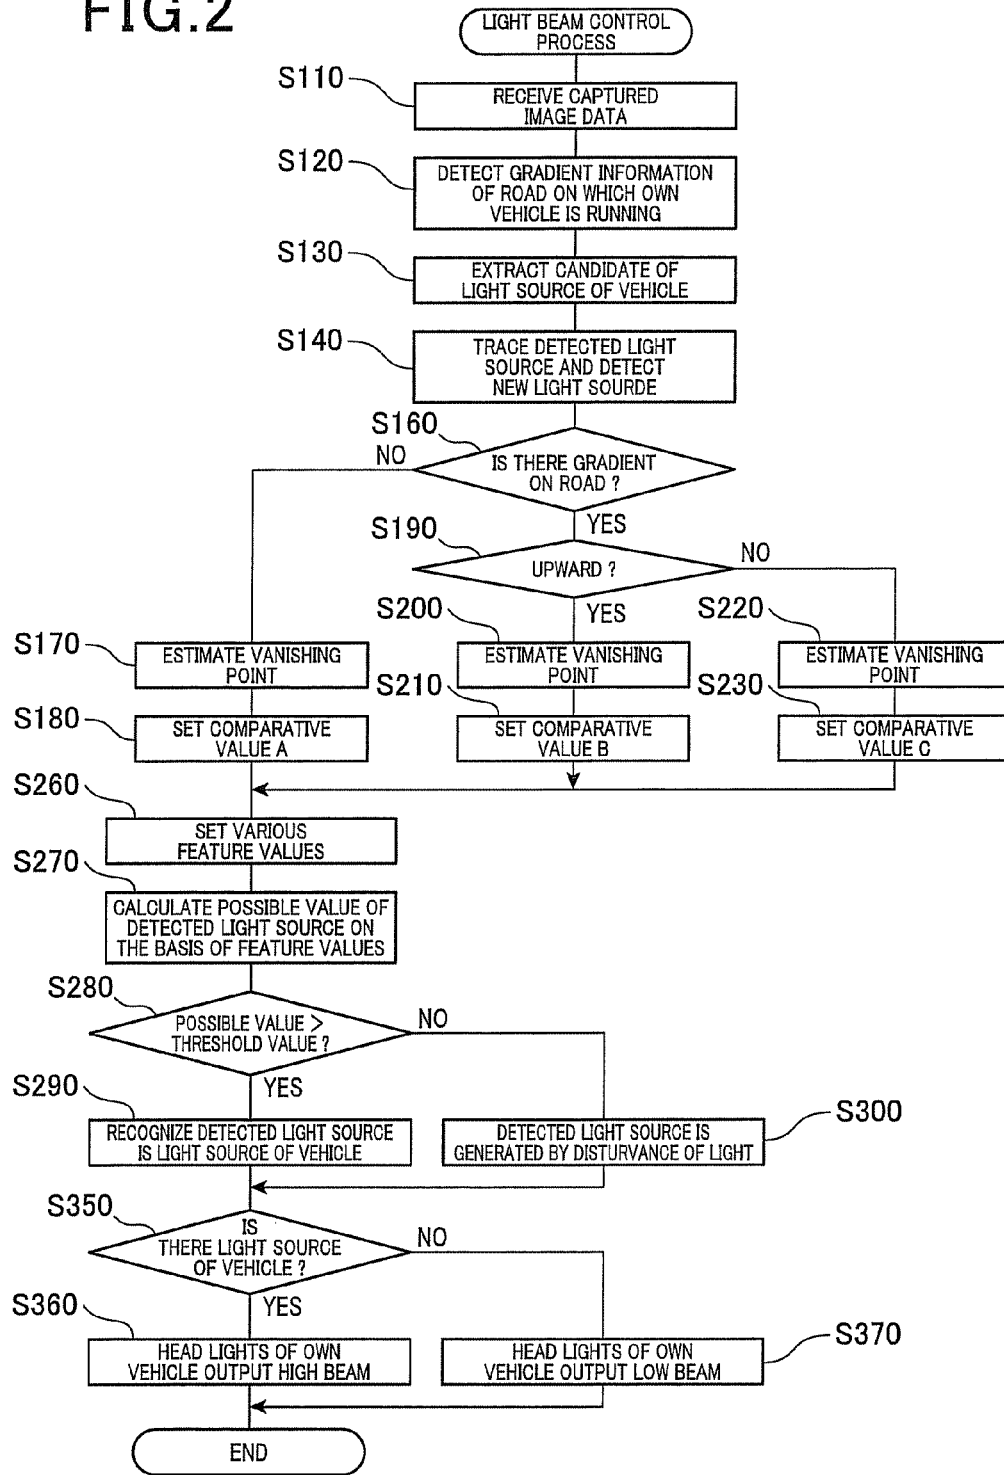 FIG.2
LIGHT BEAM CONTROL
PROCESS
S110
RECEIVE CAPTURED
IMAGE DATA
S120
DETECT GRADIENT INFORMATION
OF ROAD ON WHICH OWN
VEHICLE IS RUNNING
S130
EXTRACT CANDIDATE OF
LIGHT SOURCE OF VEHICLE
S140
TRACE DETECTED LIGHT
SOURCE AND DETECT
NEW LIGHT SOURDE
S160
NO
IS THERE GRADIENT
ON ROAD ?
YES
S190
NO
UPWARD ?
YES
S170
ESTIMATE VANISHING
POINT
S200
ESTIMATE VANISHING
POINT
S220
ESTIMATE VANISHING
POINT
S180
SET COMPARATIVE
VALUE A
S210
SET COMPARATIVE
VALUE B
S230
SET COMPARATIVE
VALUE C
S260
SET VARIOUS
FEATURE VALUES
S270
CALCULATE POSSIBLE VALUE OF
DETECTED LIGHT SOURCE ON
THE BASIS OF FEATURE VALUES
S280
POSSIBLE VALUE >
THRESHOLD VALUE ?
NO
YES
S290
RECOGNIZE DETECTED LIGHT SOURCE
IS LIGHT SOURCE OF VEHICLE
S300
DETECTED LIGHT SOURCE IS
GENERATED BY DISTURVANCE OF LIGHT
S350
IS
THERE LIGHT SOURCE
OF VEHICLE ?
NO
YES
S360
HEAD LIGHTS OF OWN
VEHICLE OUTPUT HIGH BEAM
S370
HEAD LIGHTS OF OWN
VEHICLE OUTPUT LOW BEAM
END